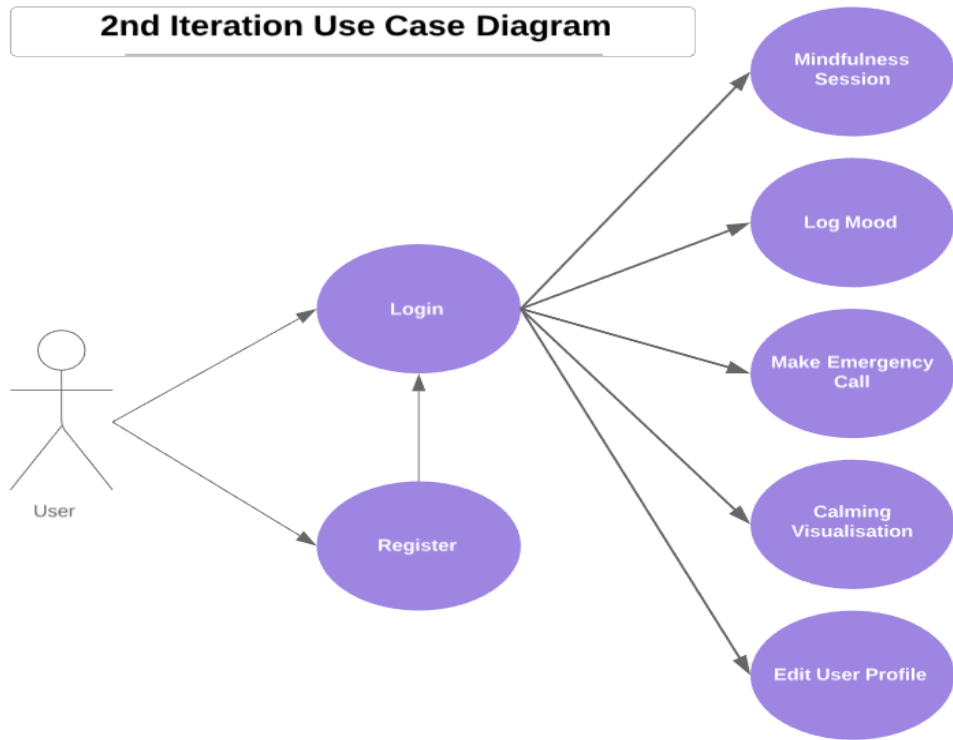 2nd Iteration Use Case Diagram
Mindfulness
Session
Log Mood
Login
Make Emergency
Call
User
Register
Calming
Visualisation
Edit User Profile